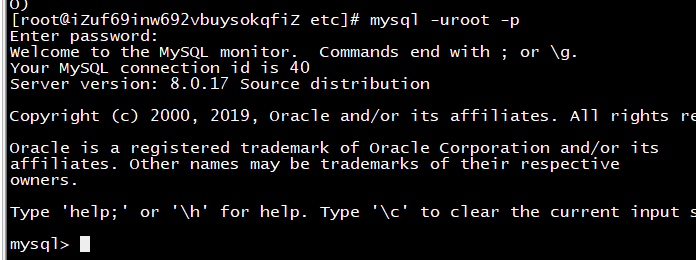 O)
[root@iZuf69inw692vbuysokqfiZ etc]# mysql -uroot -p
Enter password:
Welcome to the MySQL monitor.  Commands end with ; or \g.
Your MySQL connection id is 40
Server version: 8.0.17 Source distribution
Copyright (c) 2000, 2019, Oracle and/or its affiliates. All rights re
Oracle is a registered trademark of Oracle Corporation and/or its
affiliates. Other names may be trademarks of their respective
owners.
Type 'help;' or '\h' for help. Type '\c' to clear the current input s
mysql>